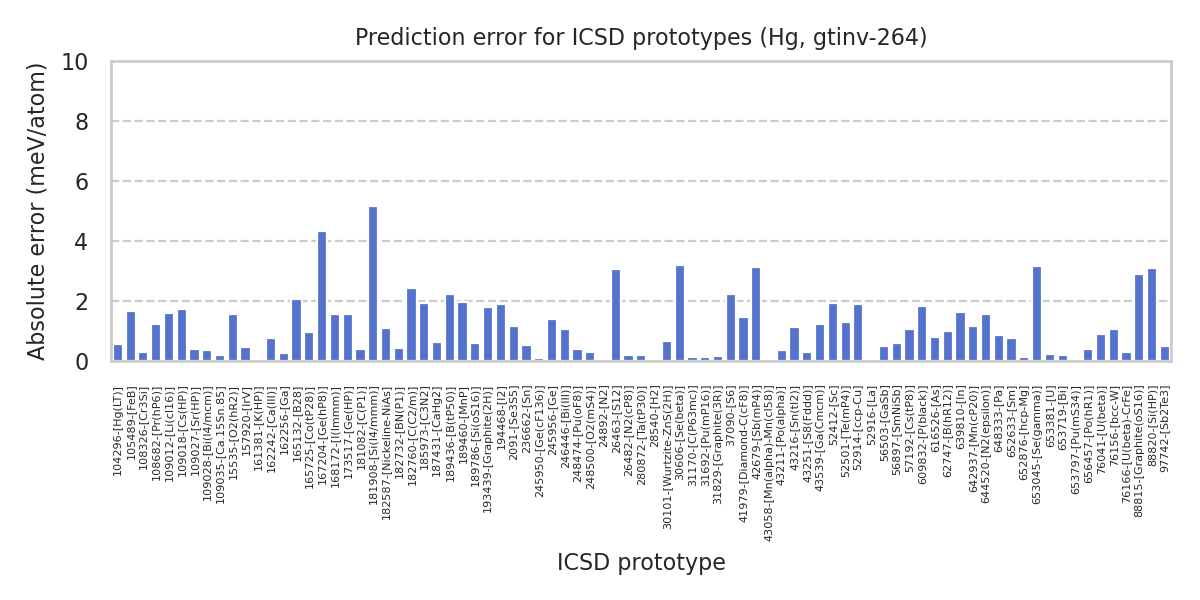 Prediction error for ICSD prototypes (Hg, gtinv-264)
Absolute error (meV/atom)
10
8
6
4
2
0
104296-[Hg(LT)]
105489-[FeB]
108326-[Cr3Si]
108682-[Pr(hP6)]
109012-[Li(cI16)]
109018-[Cs(HP)]
109027-[Sr(HP)]
109028-[Bi(I4/mcm)]
109035-[Ca.15Sn.85]
15535-[O2(hR2)]
157920-[IrV]
161381-[K(HP)]
162242-[Ca(III)]
162256-[Ga]
165132-[B28]
165725-[Co(tP28)]
167204-[Ge(hP8)]
168172-[I(Immm)]
173517-[Ge(HP)]
181082-[C(P1)]
181908-[Si(I4/mmm)]
182587-[Nickeline-NiAs]
182732-[BN(P1)]
182760-[C(C2/m)]
185973-[C3N2]
187431-[CaHg2]
189436-[B(tP50)]
189460-[MnP]
189786-[Si(oS16)]
193439-[Graphite(2H)]
194468-[I2]
2091-[Se3S5]
236662-[Sn]
245950-[Ge(cF136)]
245956-[Ge]
246446-[Bi(III)]
248474-[Pu(oF8)]
248500-[O2(mS4)]
24892-[N2]
26463-[S12]
26482-[N2(cP8)]
280872-[Ta(tP30)]
28540-[H2]
30101-[Wurtzite-ZnS(2H)]
30606-[Se(beta)]
31170-[C(P63mc)]
31692-[Pu(mP16)]
31829-[Graphite(3R)]
37090-[S6]
41979-[Diamond-C(cF8)]
42679-[Sb(mP4)]
43058-[Mn(alpha)-Mn(cI58)]
43211-[Po(alpha)]
43216-[Sn(tI2)]
43251-[S8(Fddd)]
43539-[Ga(Cmcm)]
52412-[Sc]
52501-[Te(mP4)]
52914-[ccp-Cu]
52916-[La]
56503-[GaSb]
56897-[SmNiSb]
57192-[Cs(tP8)]
609832-[P(black)]
616526-[As]
62747-[B(hR12)]
639810-[In]
642937-[Mn(cP20)]
644520-[N2(epsilon)]
648333-[Pa]
652633-[Sm]
652876-[hcp-Mg]
653045-[Se(gamma)]
653381-[U]
653719-[Bi]
653797-[Pu(mS34)]
656457-[Po(hR1)]
76041-[U(beta)]
76156-[bcc-W]
76166-[U(beta)-CrFe]
88815-[Graphite(oS16)]
88820-[Si(HP)]
97742-[Sb2Te3]
ICSD prototype